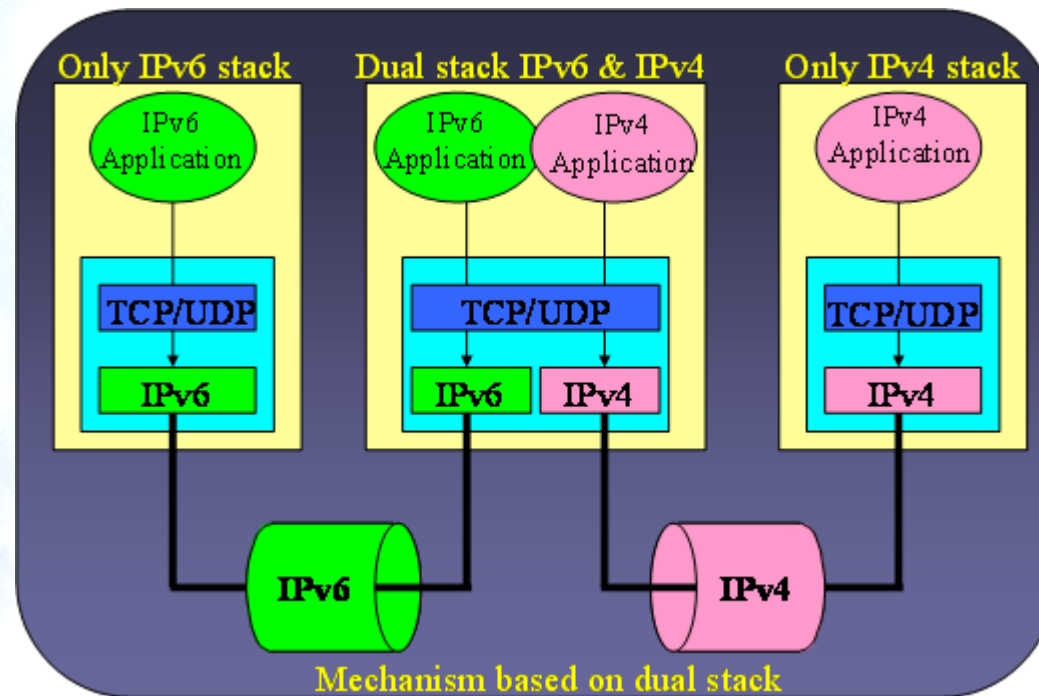 Only IPv6 stack
Dual stack IPv6 & IPv4
Only IPv4 stack
IPv6
Application
IPv6
Application
IPv4
Application
IPv4
Application
TCP/UDP
TCP/UDP
TCP/UDP
IPv6
IPv6
IPv4
IPv4
IPv6
IPv4
Mechanism based on dual stack